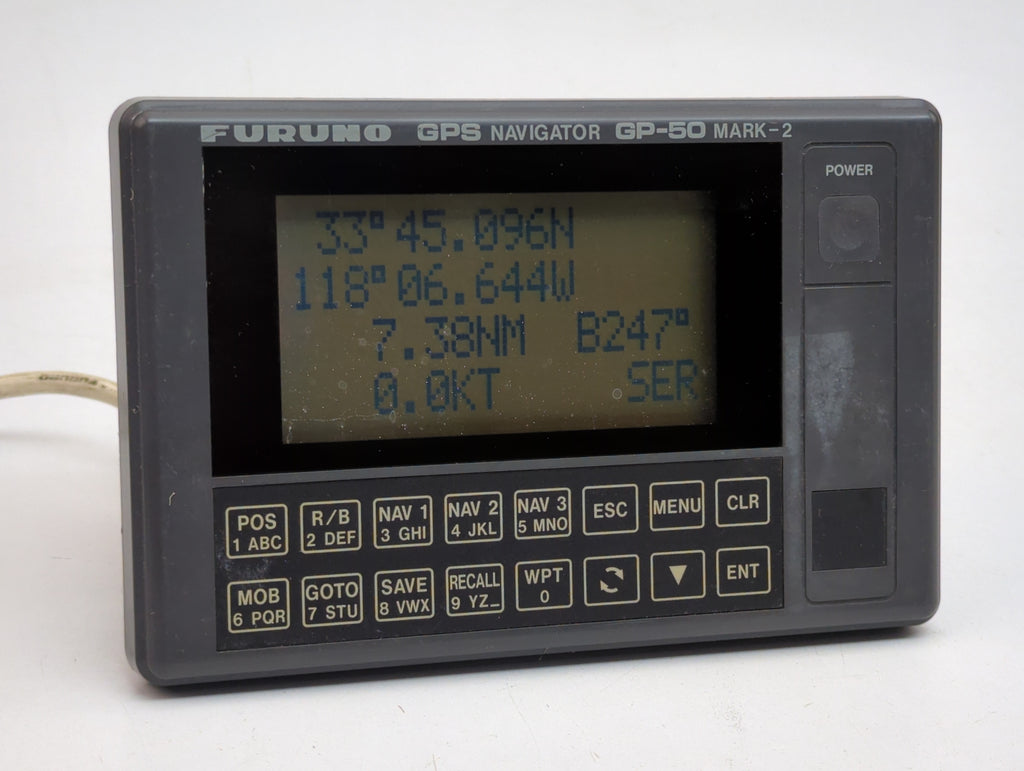 FURUNO GPS NAVIGATOR GP-50 MARK-2
POWER
33°45.096N
118°06.644W
7.38NM B247°
0.0KT SER
POS
1 ABC
R/B
2 DEF
NAV 1
3 GHI
NAV 2
4 JKL
NAV 3
5 MNO
ESC
MENU
CLR
MOB
6 PQR
GOTO
7 STU
SAVE
8 VWX
RECALL
9 YZ_
WPT
0
ENT